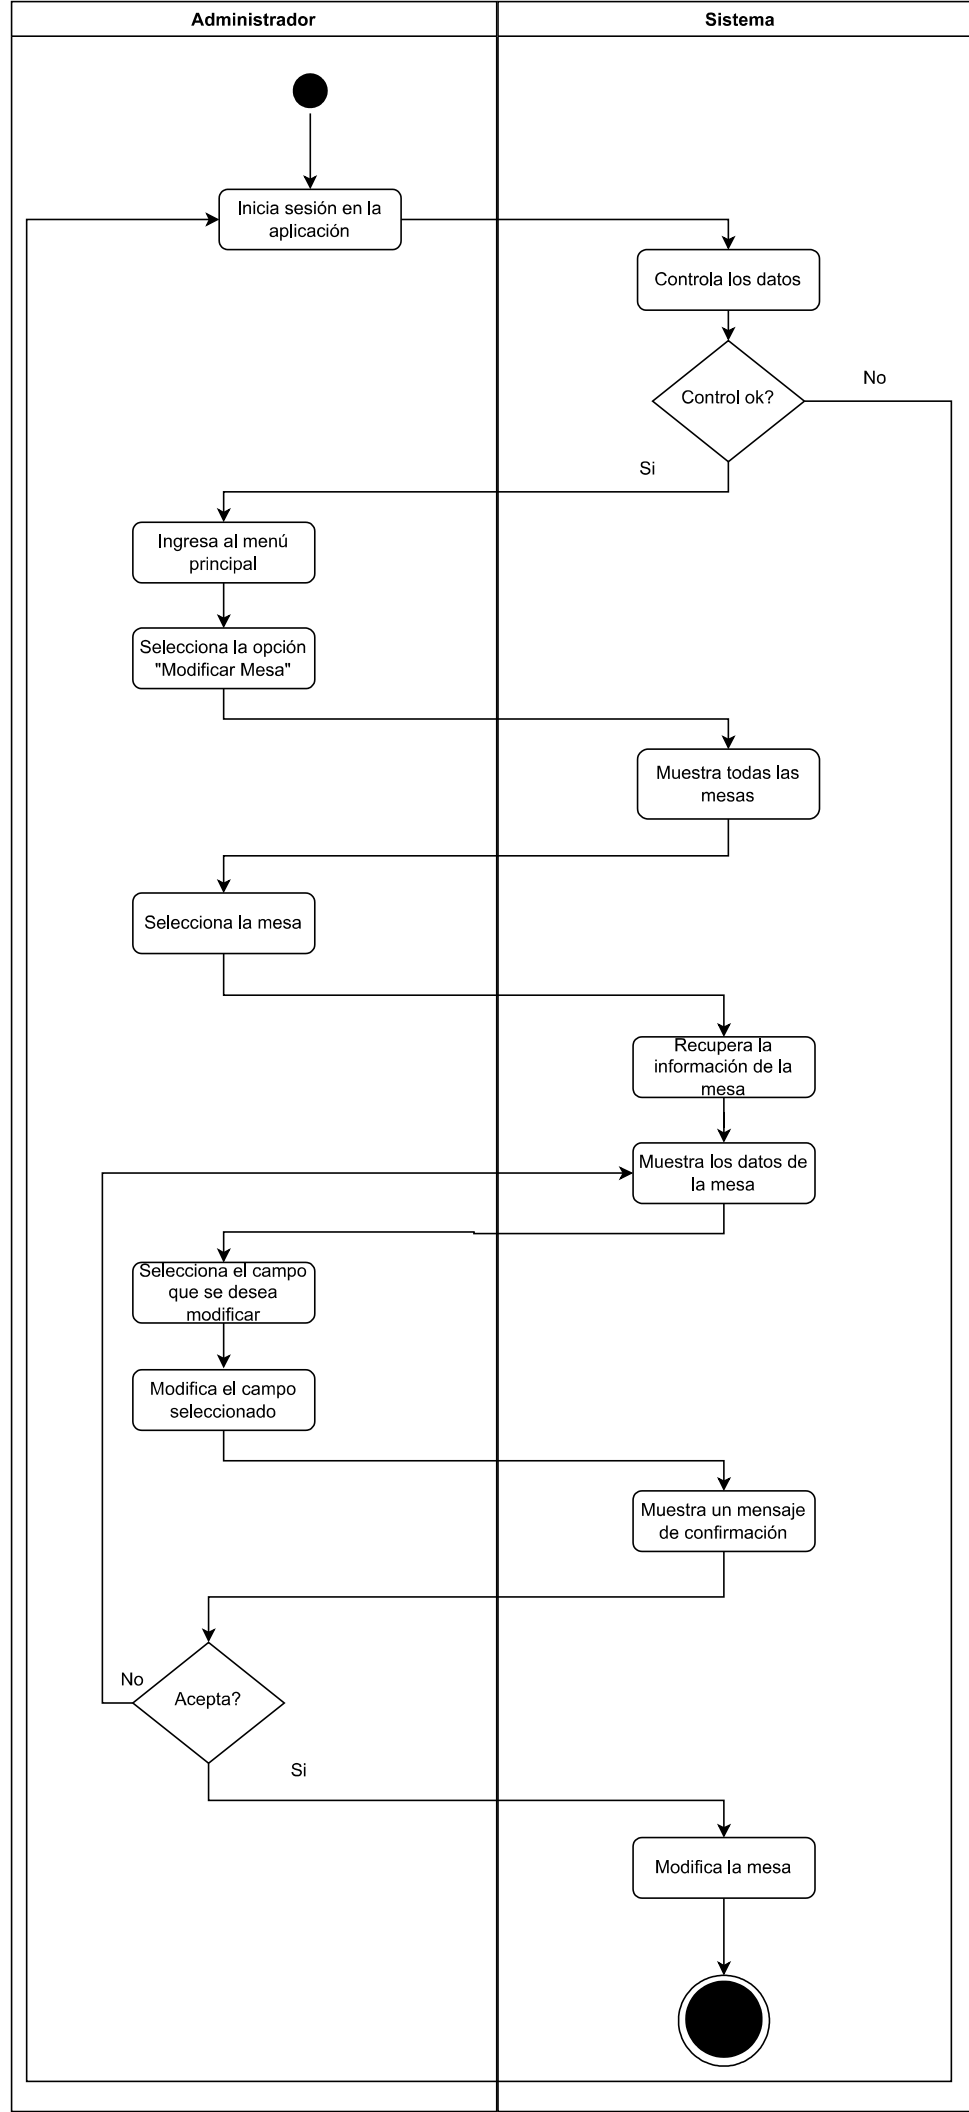 Administrador
Sistema
Inicia sesión en la
aplicación
Controla los datos
Control ok?
No
Si
Ingresa al menú
principal
Selecciona la opción
"Modificar Mesa"
Muestra todas las
mesas
Selecciona la mesa
Recupera la
información de la
mesa
Muestra los datos de
la mesa
Selecciona el campo
que se desea
modificar
Modifica el campo
seleccionado
Muestra un mensaje
de confirmación
No
Acepta?
Si
Modifica la mesa